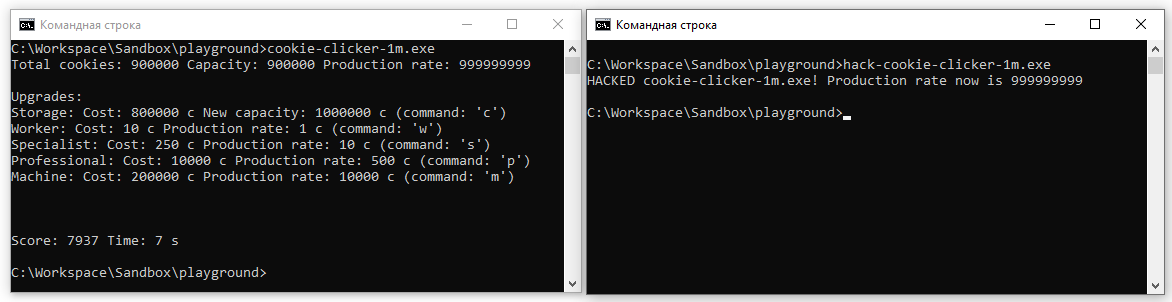 Командная строка
C:\Workspace\Sandbox\playground>cookie-clicker-1m.exe
Total cookies: 900000 Capacity: 900000 Production rate: 999999999
Upgrades:
Storage: Cost: 800000 c New capacity: 1000000 c (command: 'c')
Worker: Cost: 10 c Production rate: 1 c (command: 'w')
Specialist: Cost: 250 c Production rate: 10 c (command: 's')
Professional: Cost: 10000 c Production rate: 500 c (command: 'p')
Machine: Cost: 200000 c Production rate: 10000 c (command: 'm')
Score: 7937 Time: 7 s
C:\Workspace\Sandbox\playground>
Командная строка
C:\Workspace\Sandbox\playground>hack-cookie-clicker-1m.exe
HACKED cookie-clicker-1m.exe! Production rate now is 999999999
C:\Workspace\Sandbox\playground>